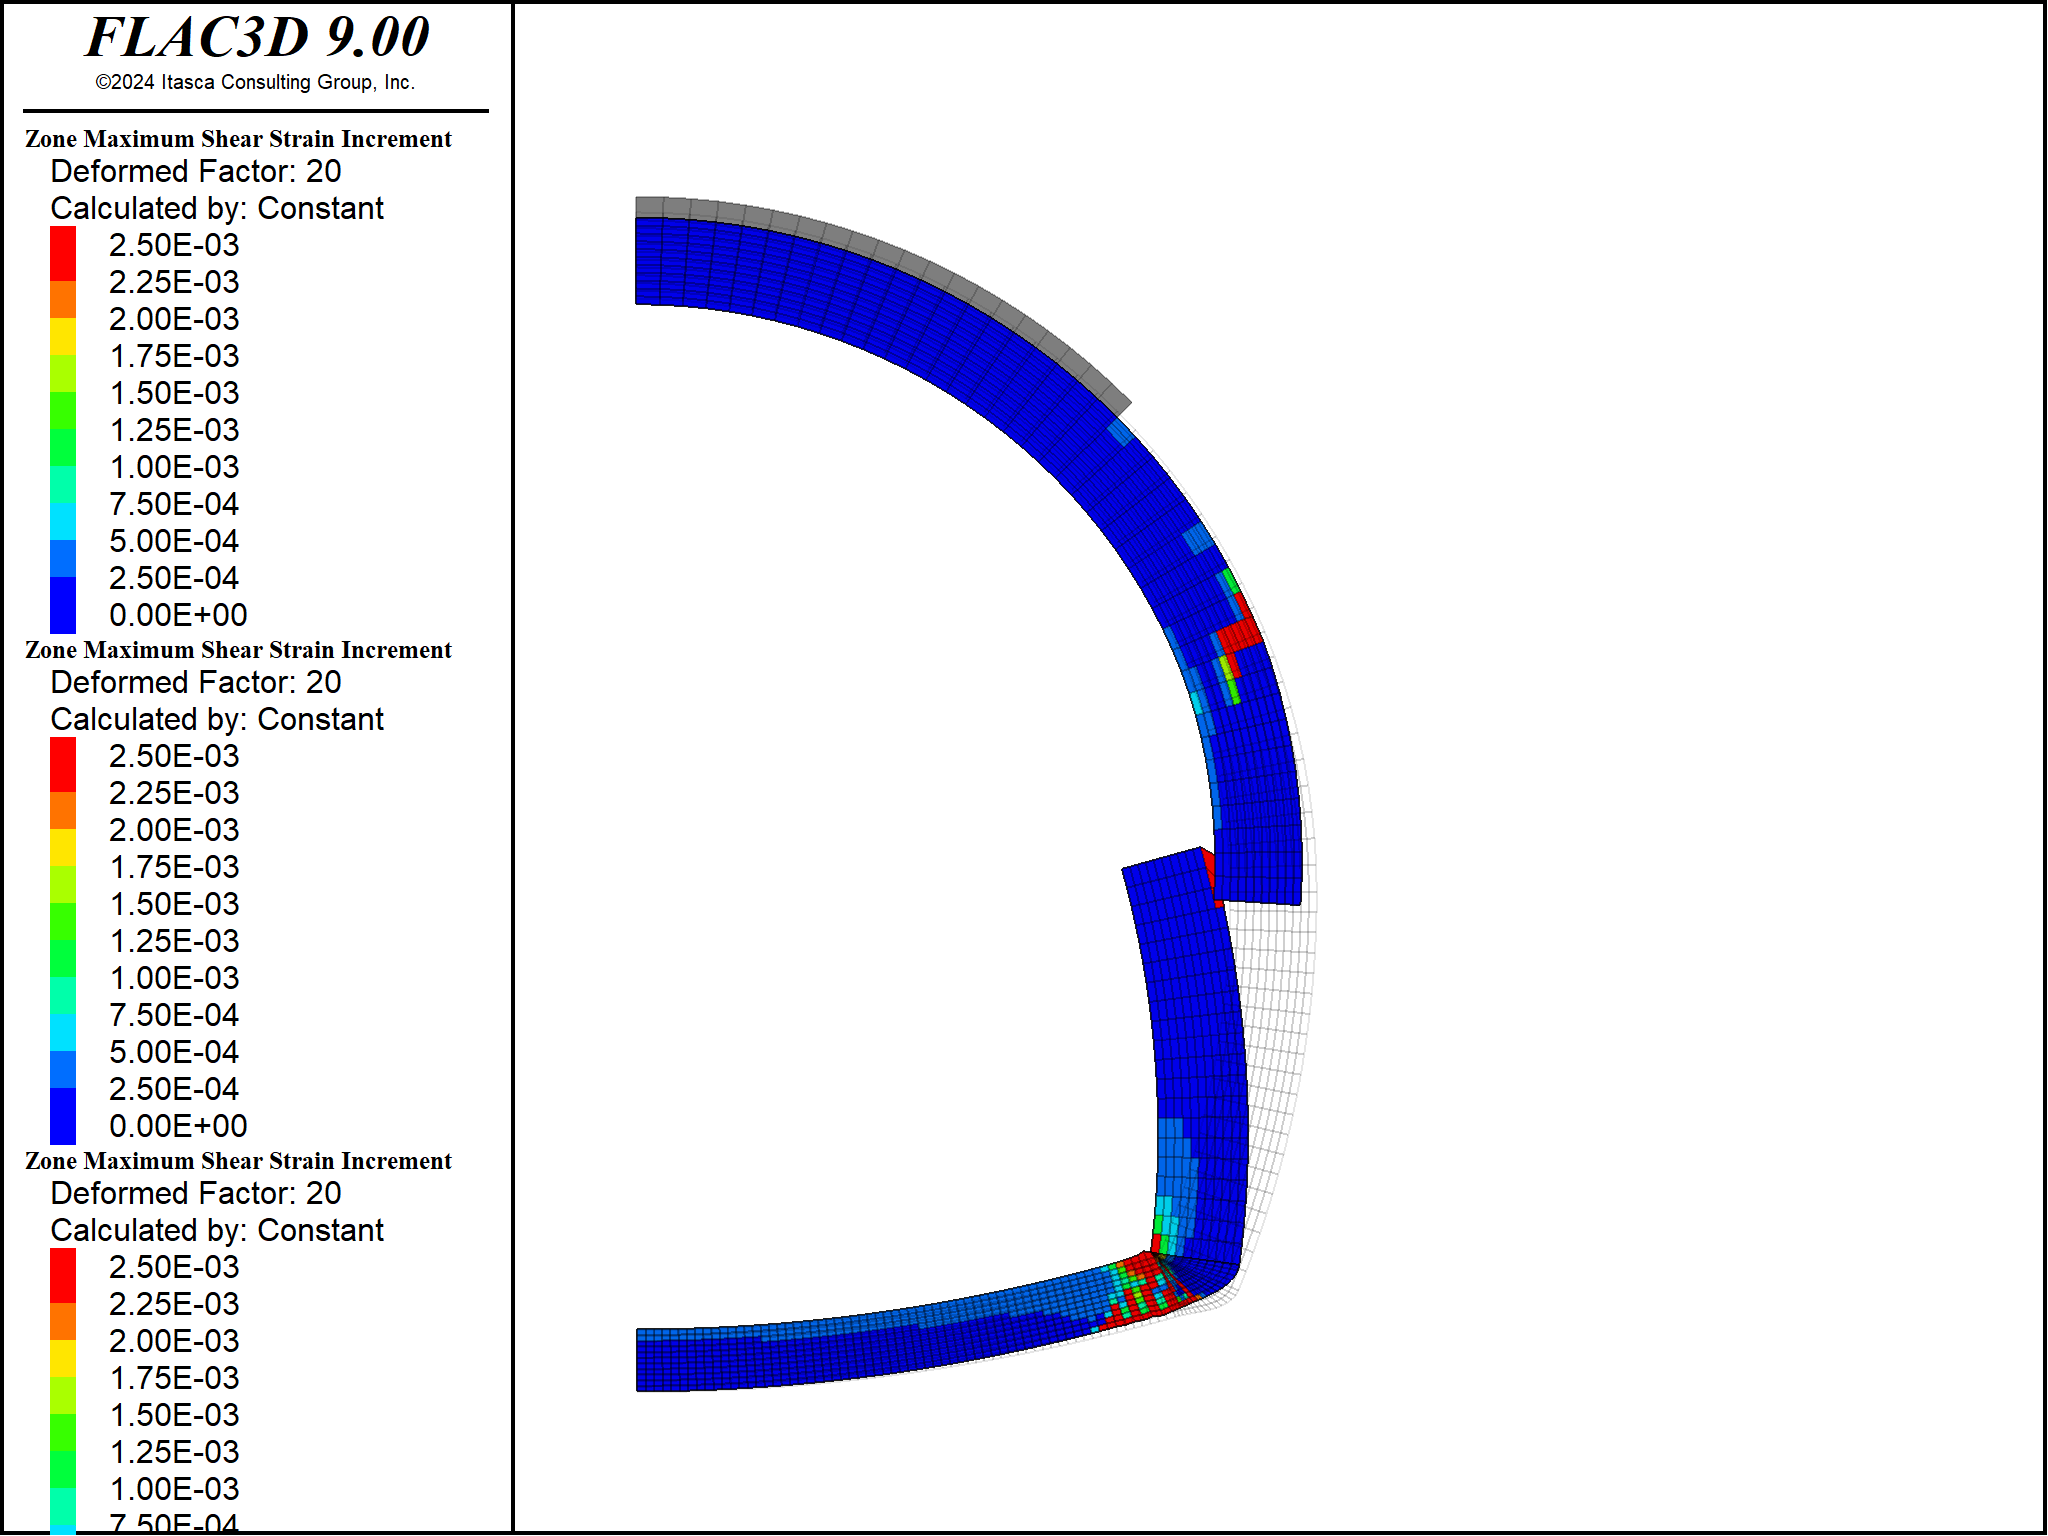 FLAC3D 9.00
©2024 Itasca Consulting Group, Inc.
Zone Maximum Shear Strain Increment
Deformed Factor: 20
Calculated by: Constant
2.50E-03
2.25E-03
2.00E-03
1.75E-03
1.50E-03
1.25E-03
1.00E-03
7.50E-04
5.00E-04
2.50E-04
0.00E+00
Zone Maximum Shear Strain Increment
Deformed Factor: 20
Calculated by: Constant
2.50E-03
2.25E-03
2.00E-03
1.75E-03
1.50E-03
1.25E-03
1.00E-03
7.50E-04
5.00E-04
2.50E-04
0.00E+00
Zone Maximum Shear Strain Increment
Deformed Factor: 20
Calculated by: Constant
2.50E-03
2.25E-03
2.00E-03
1.75E-03
1.50E-03
1.25E-03
1.00E-03
7.50E-04